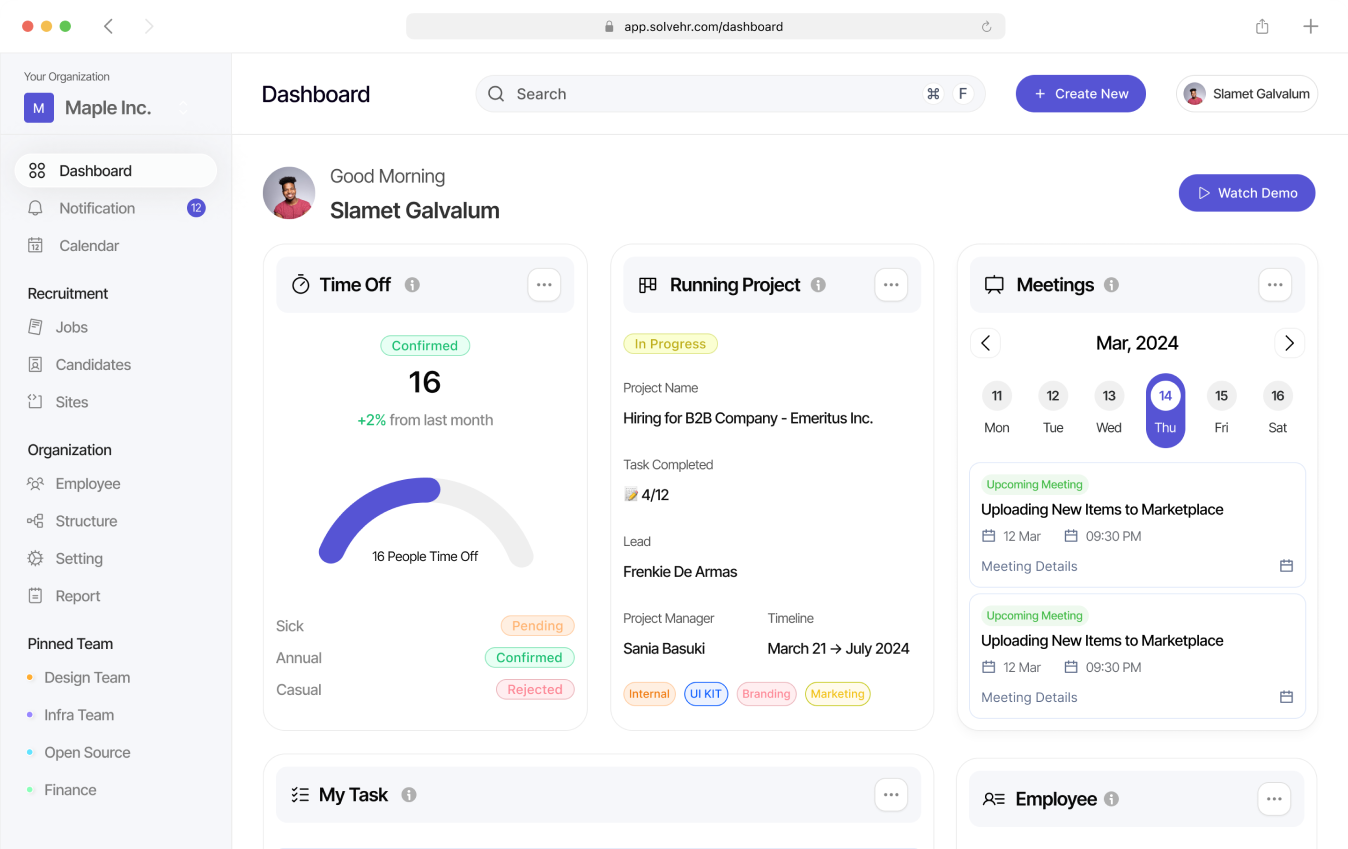 app.solvehr.com/dashboard
Your Organization
M
Maple Inc.
Dashboard
Notification
12
12
Calendar
Recruitment
Jobs
Candidates
Sites
Organization
Employee
Structure
Setting
Report
Pinned Team
Design Team
Infra Team
Open Source
Finance
Dashboard
Search
⌘ F
+ Create New
Slamet Galvalum
Good Morning
Slamet Galvalum
Watch Demo
Time Off
Confirmed
16
+2% from last month
16 People Time Off
Sick
Pending
Annual
Confirmed
Casual
Rejected
Running Project
In Progress
Project Name
Hiring for B2B Company - Emeritus Inc.
Task Completed
📝 4/12
Lead
Frenkie De Armas
Project Manager
Timeline
Sania Basuki
March 21 → July 2024
Internal
UI KIT
Branding
Marketing
Meetings
Mar, 2024
11 12 13 14 15 16
Mon Tue Wed Thu Fri Sat
Upcoming Meeting
Uploading New Items to Marketplace
12 Mar 09:30 PM
Meeting Details
Upcoming Meeting
Uploading New Items to Marketplace
12 Mar 09:30 PM
Meeting Details
My Task
Employee